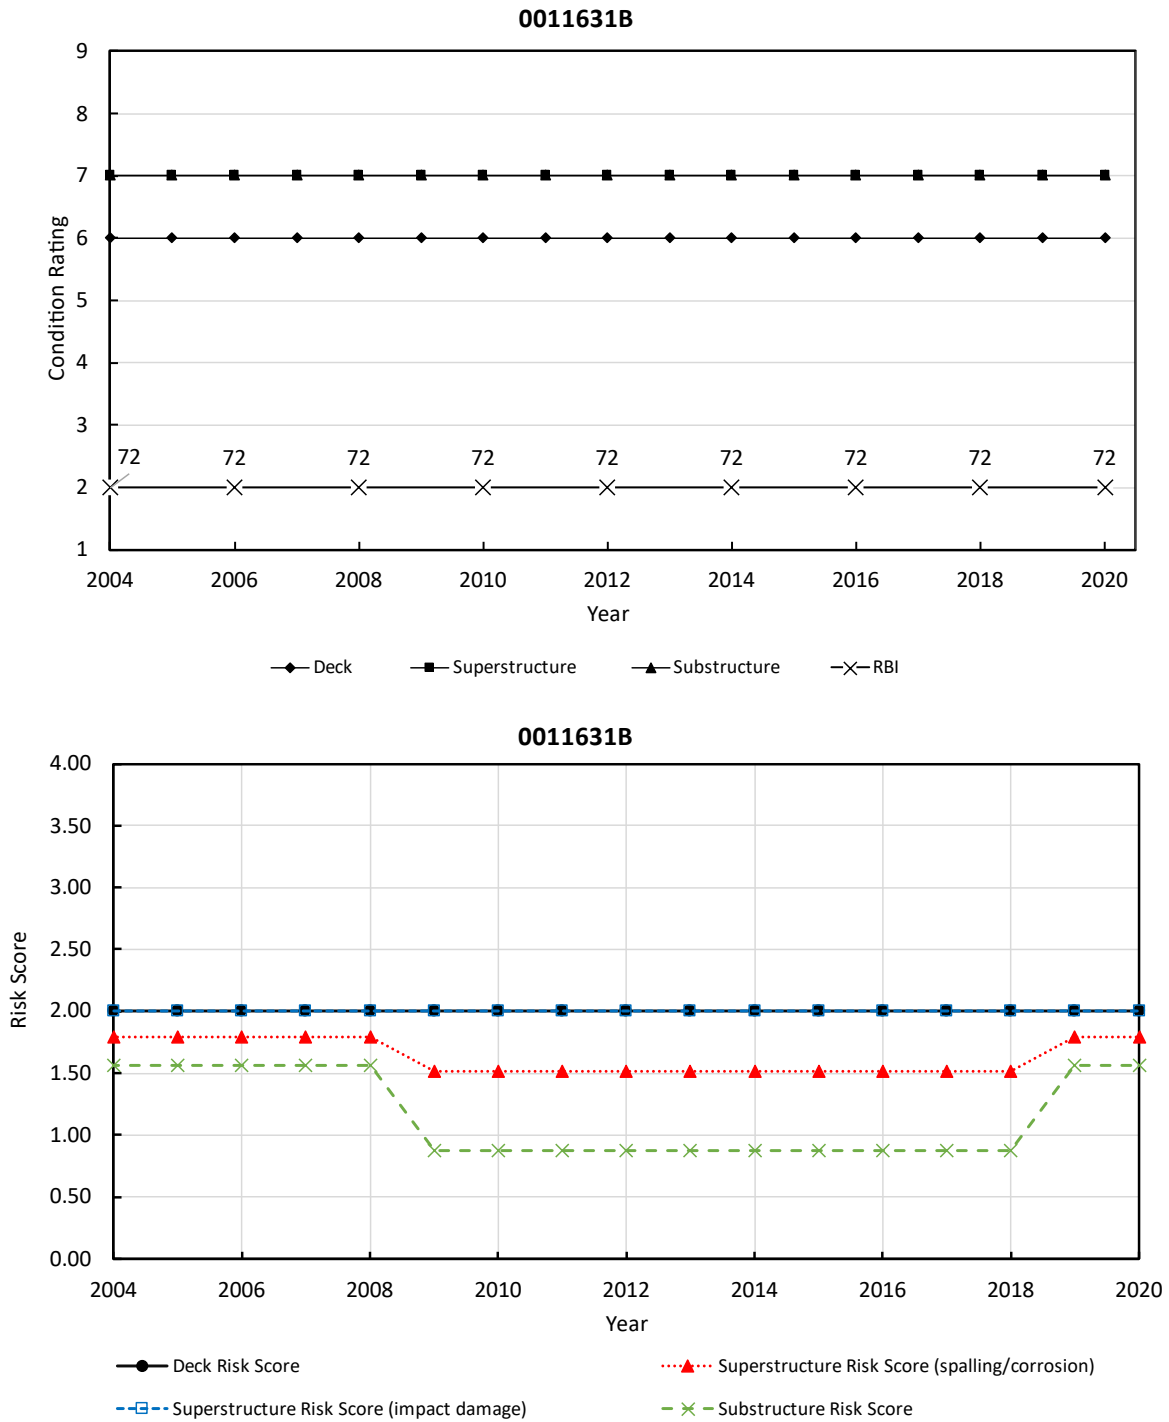 0011631B
9
8
7
6
5
4
3
2
1
Condition Rating
72 72 72 72 72 72 72 72 72
2004 2006 2008 2010 2012 2014 2016 2018 2020
Year
Deck Superstructure Substructure RBI
0011631B
4.00
3.50
3.00
2.50
2.00
1.50
1.00
0.50
0.00
Risk Score
2004 2006 2008 2010 2012 2014 2016 2018 2020
Year
Deck Risk Score Superstructure Risk Score (spalling/corrosion)
Superstructure Risk Score (impact damage) Substructure Risk Score